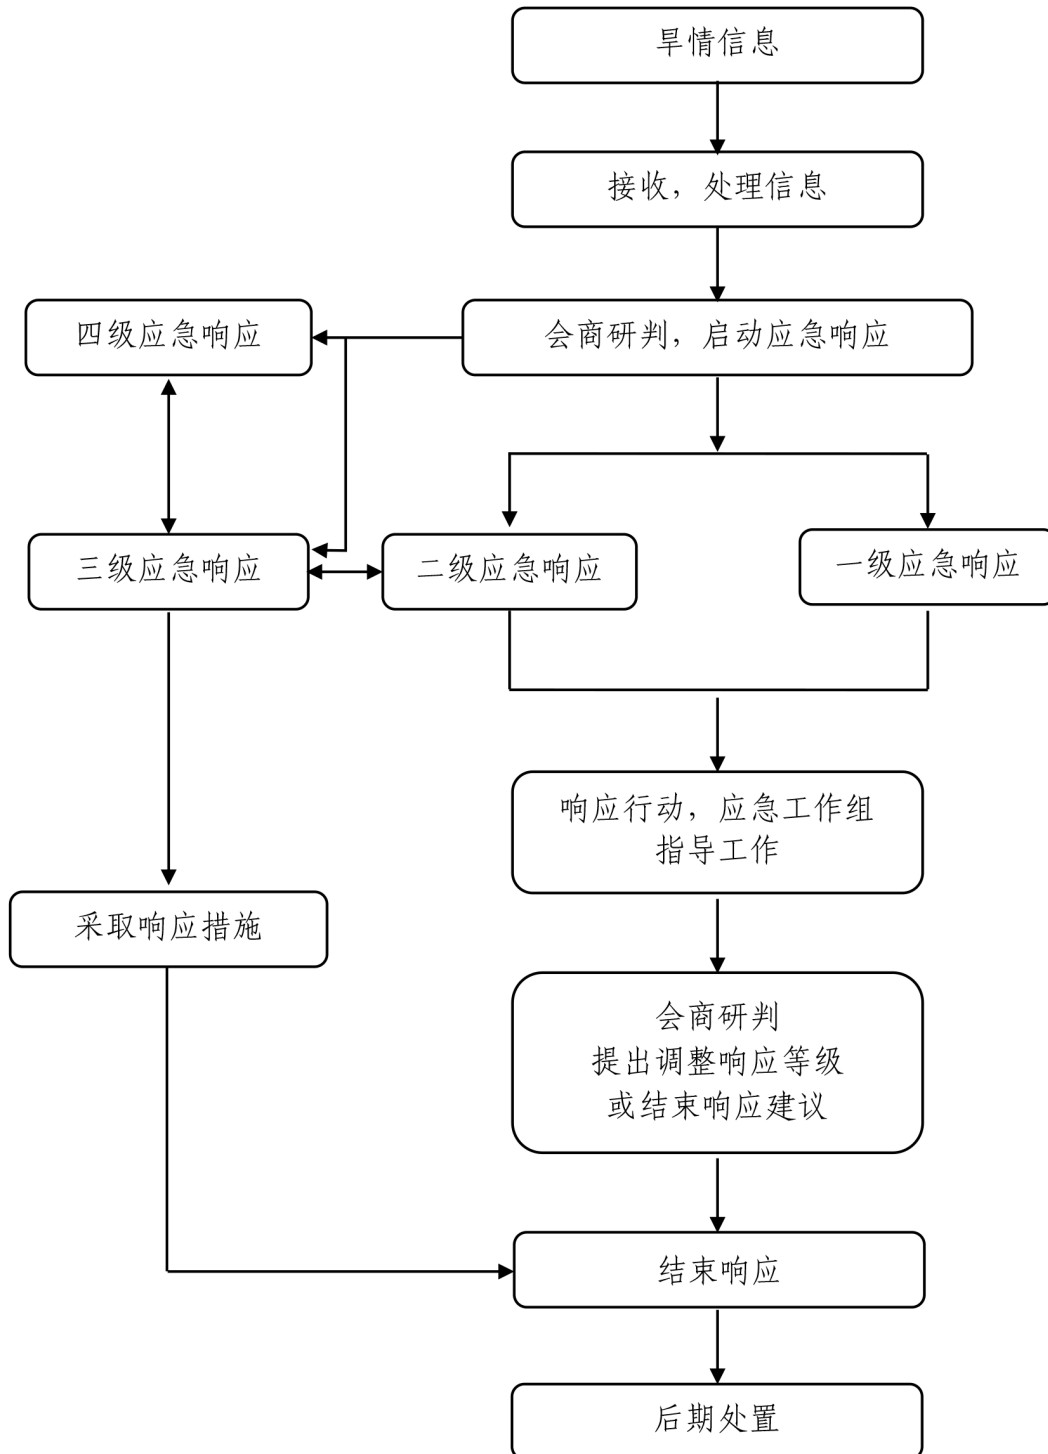 旱情信息
接收，处理信息
四级应急响应
会商研判，启动应急响应
三级应急响应
二级应急响应
一级应急响应
响应行动，应急工作组
指导工作
采取响应措施
会商研判
提出调整响应等级
或结束响应建议
结束响应
后期处置